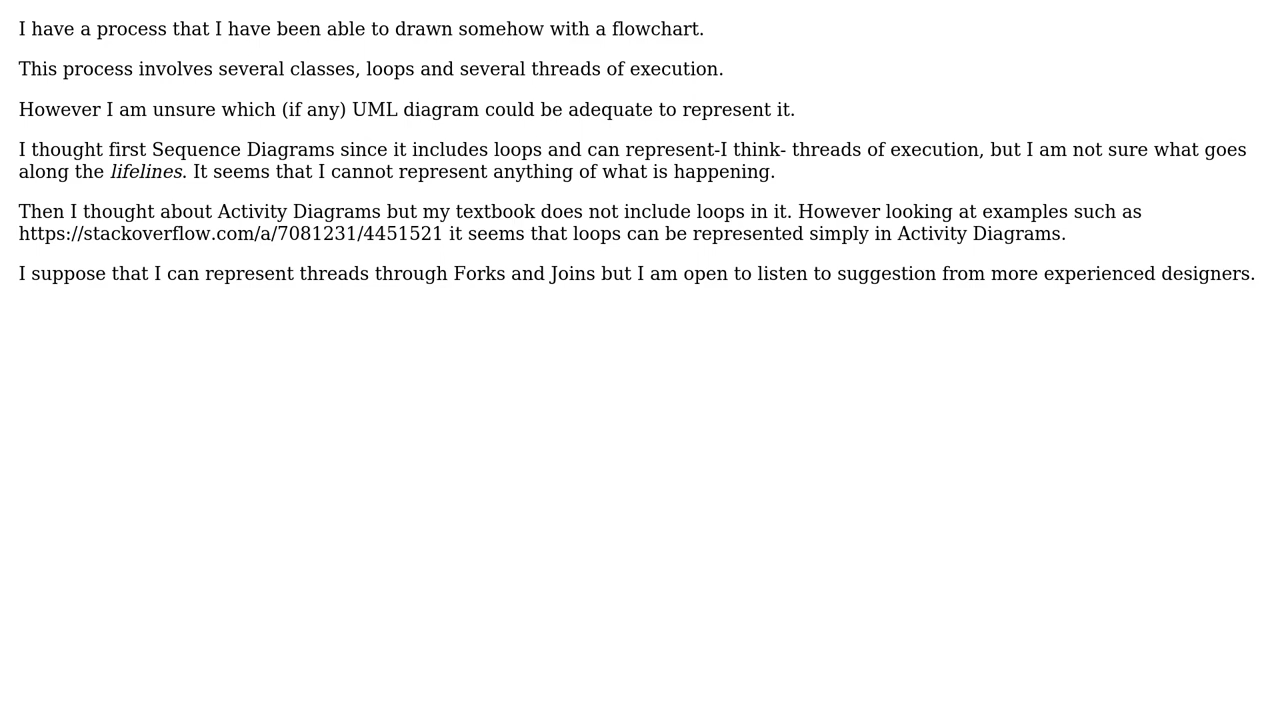 I have a process that I have been able to drawn somehow with a flowchart.
This process involves several classes, loops and several threads of execution.
However I am unsure which (if any) UML diagram could be adequate to represent it.
I thought first Sequence Diagrams since it includes loops and can represent-I think- threads of execution, but I am not sure what goes
along the lifelines. It seems that I cannot represent anything of what is happening.
Then I thought about Activity Diagrams but my textbook does not include loops in it. However looking at examples such as
https://stackoverflow.com/a/7081231/4451521 it seems that loops can be represented simply in Activity Diagrams.
I suppose that I can represent threads through Forks and Joins but I am open to listen to suggestion from more experienced designers.